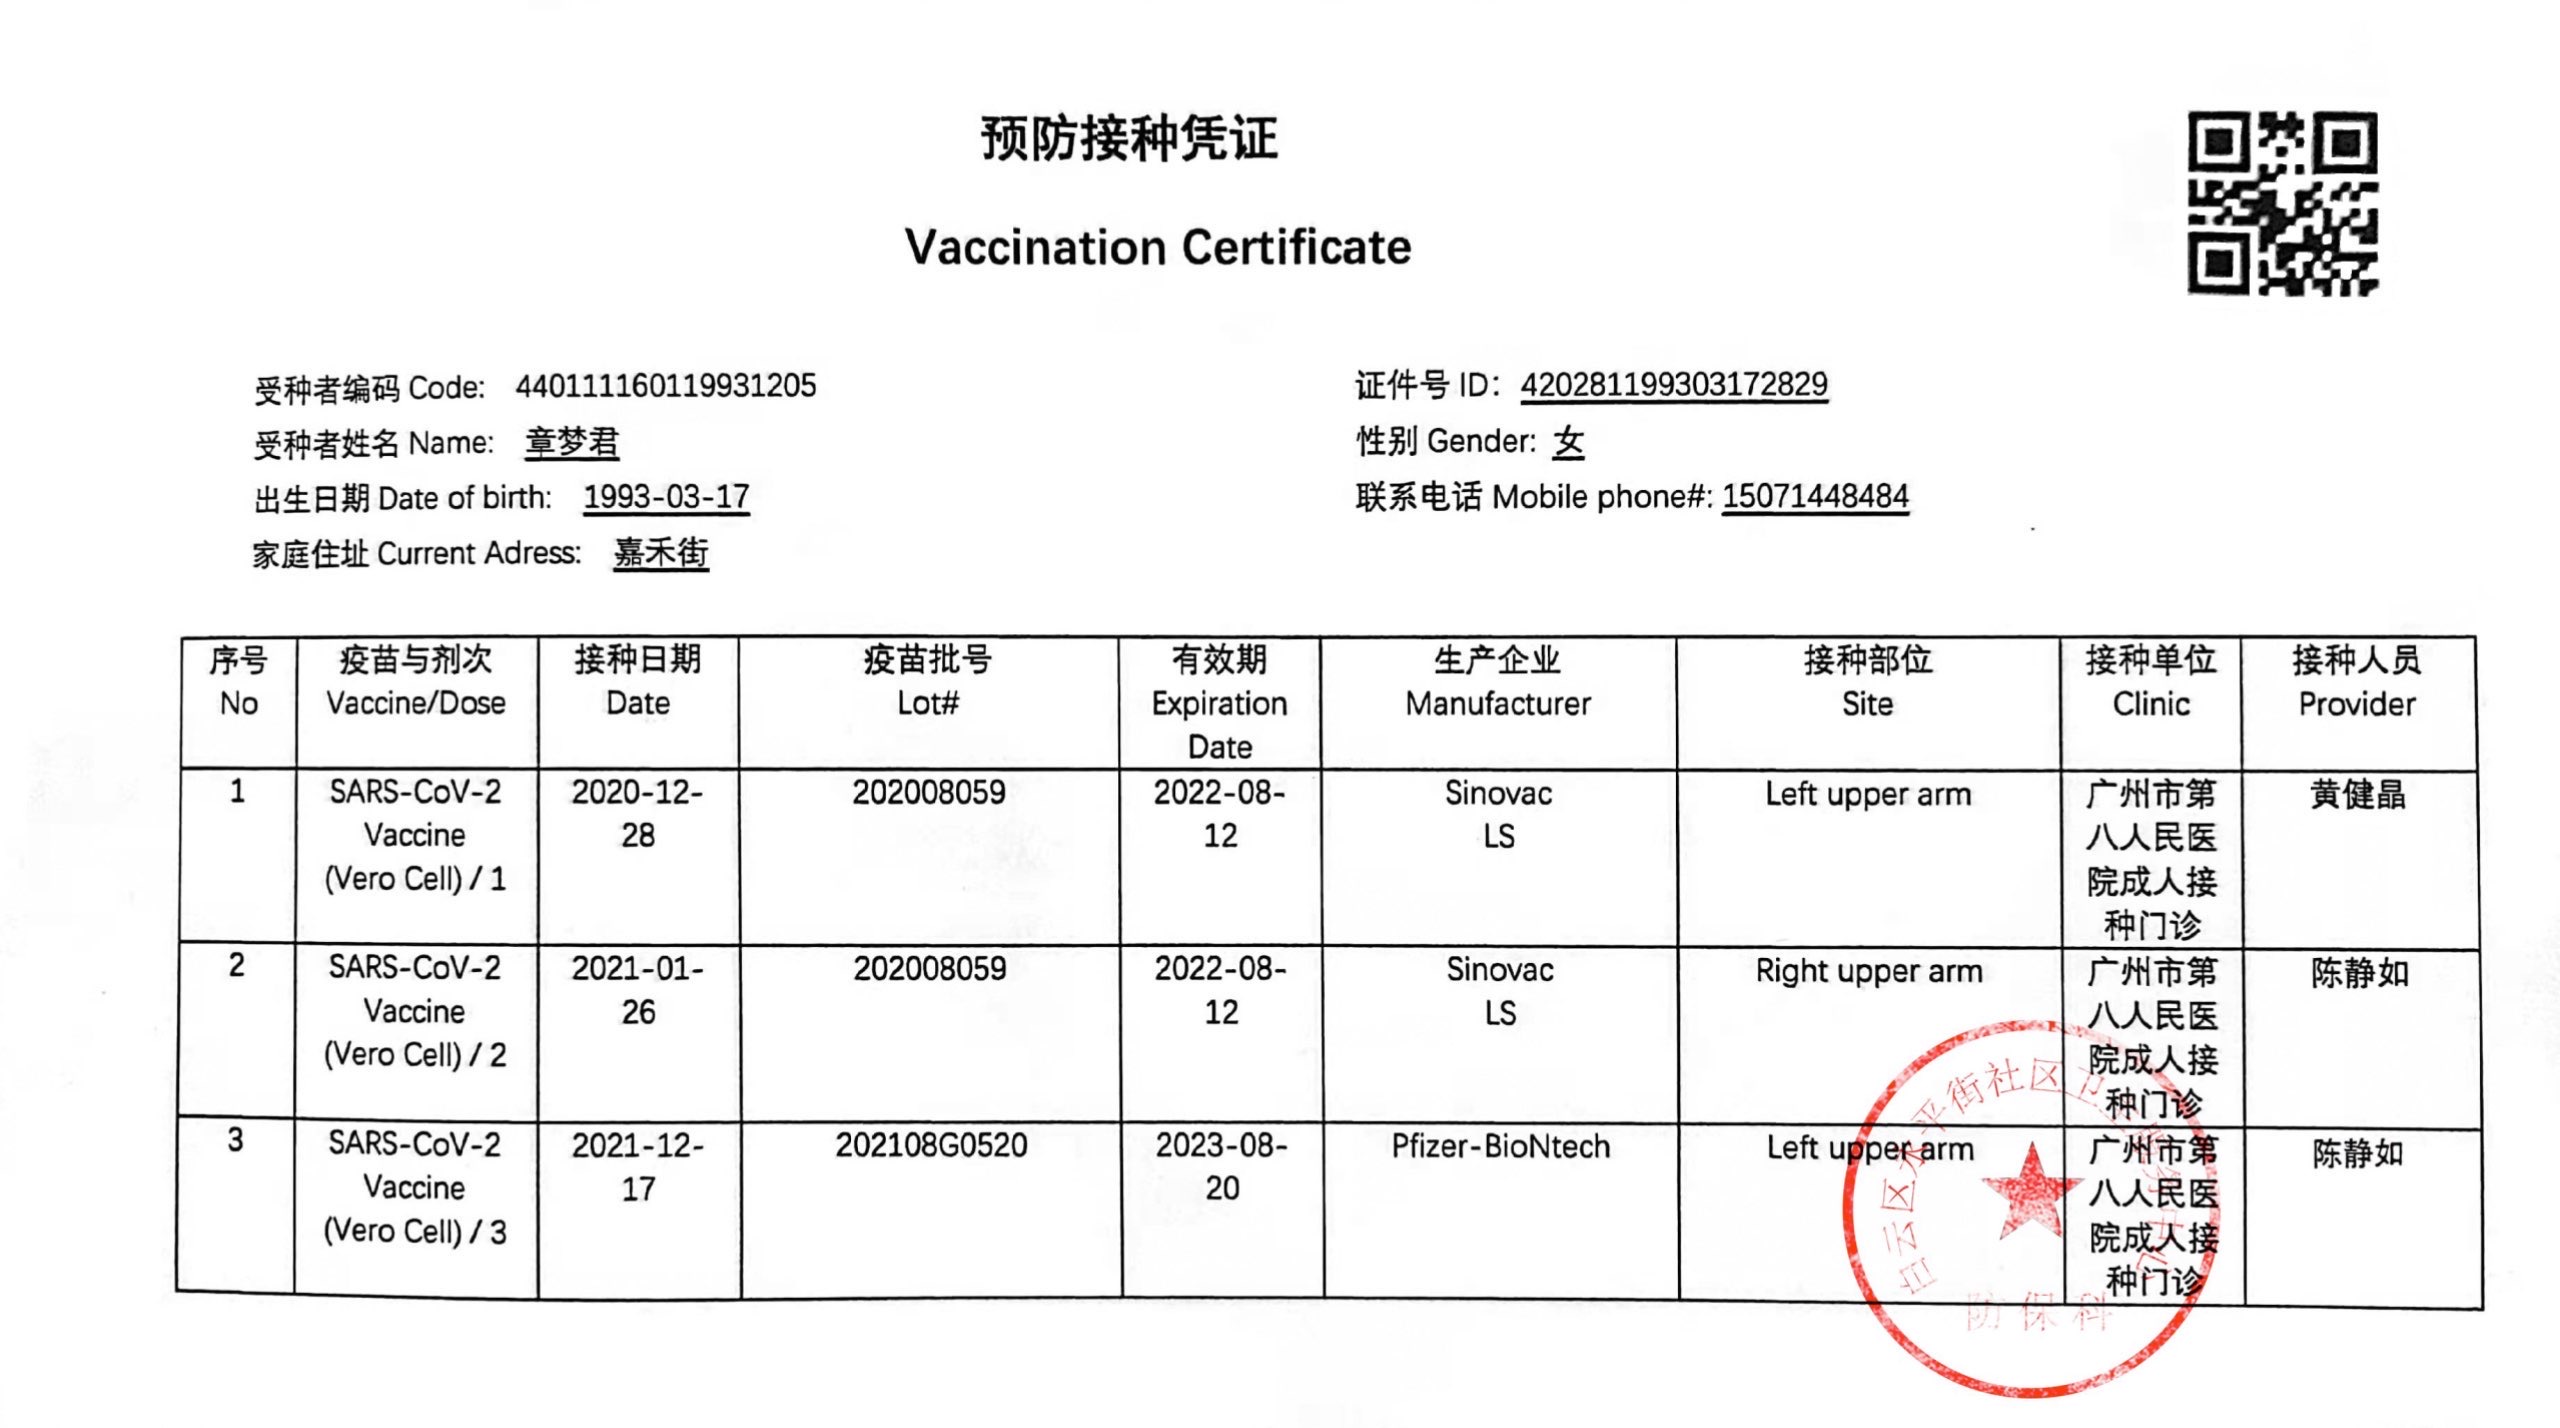 预防接种凭证
Vaccination Certificate
受种者编码 Code: 440111160119931205
证件号 ID: 420281199303172829
受种者姓名 Name: 章梦君
性别 Gender: 女
出生日期 Date of birth: 1993-03-17
联系电话 Mobile phone#: 15071448484
家庭住址 Current Adress: 嘉禾街
序号 疫苗与剂次 接种日期 疫苗批号 有效期 生产企业 接种部位 接种单位 接种人员
No Vaccine/Dose Date Lot# Expiration Manufacturer Site Clinic Provider
Date
1 SARS-CoV-2 2020-12- 202008059 2022-08- Sinovac Left upper arm 广州市第 黄健晶
Vaccine 28 12 LS 八人民医
(Vero Cell) / 1 院成人接
种门诊
2 SARS-CoV-2 2021-01- 202008059 2022-08- Sinovac Right upper arm 广州市第 陈静如
Vaccine 26 12 LS 八人民医
(Vero Cell) / 2 院成人接
种门诊
3 SARS-CoV-2 2021-12- 202108G0520 2023-08- Pfizer-BioNtech Left upper arm 广州市第 陈静如
Vaccine 17 20 八人民医
(Vero Cell) / 3 院成人接
种门诊
白云区永平街社区卫生服务中心
防保科